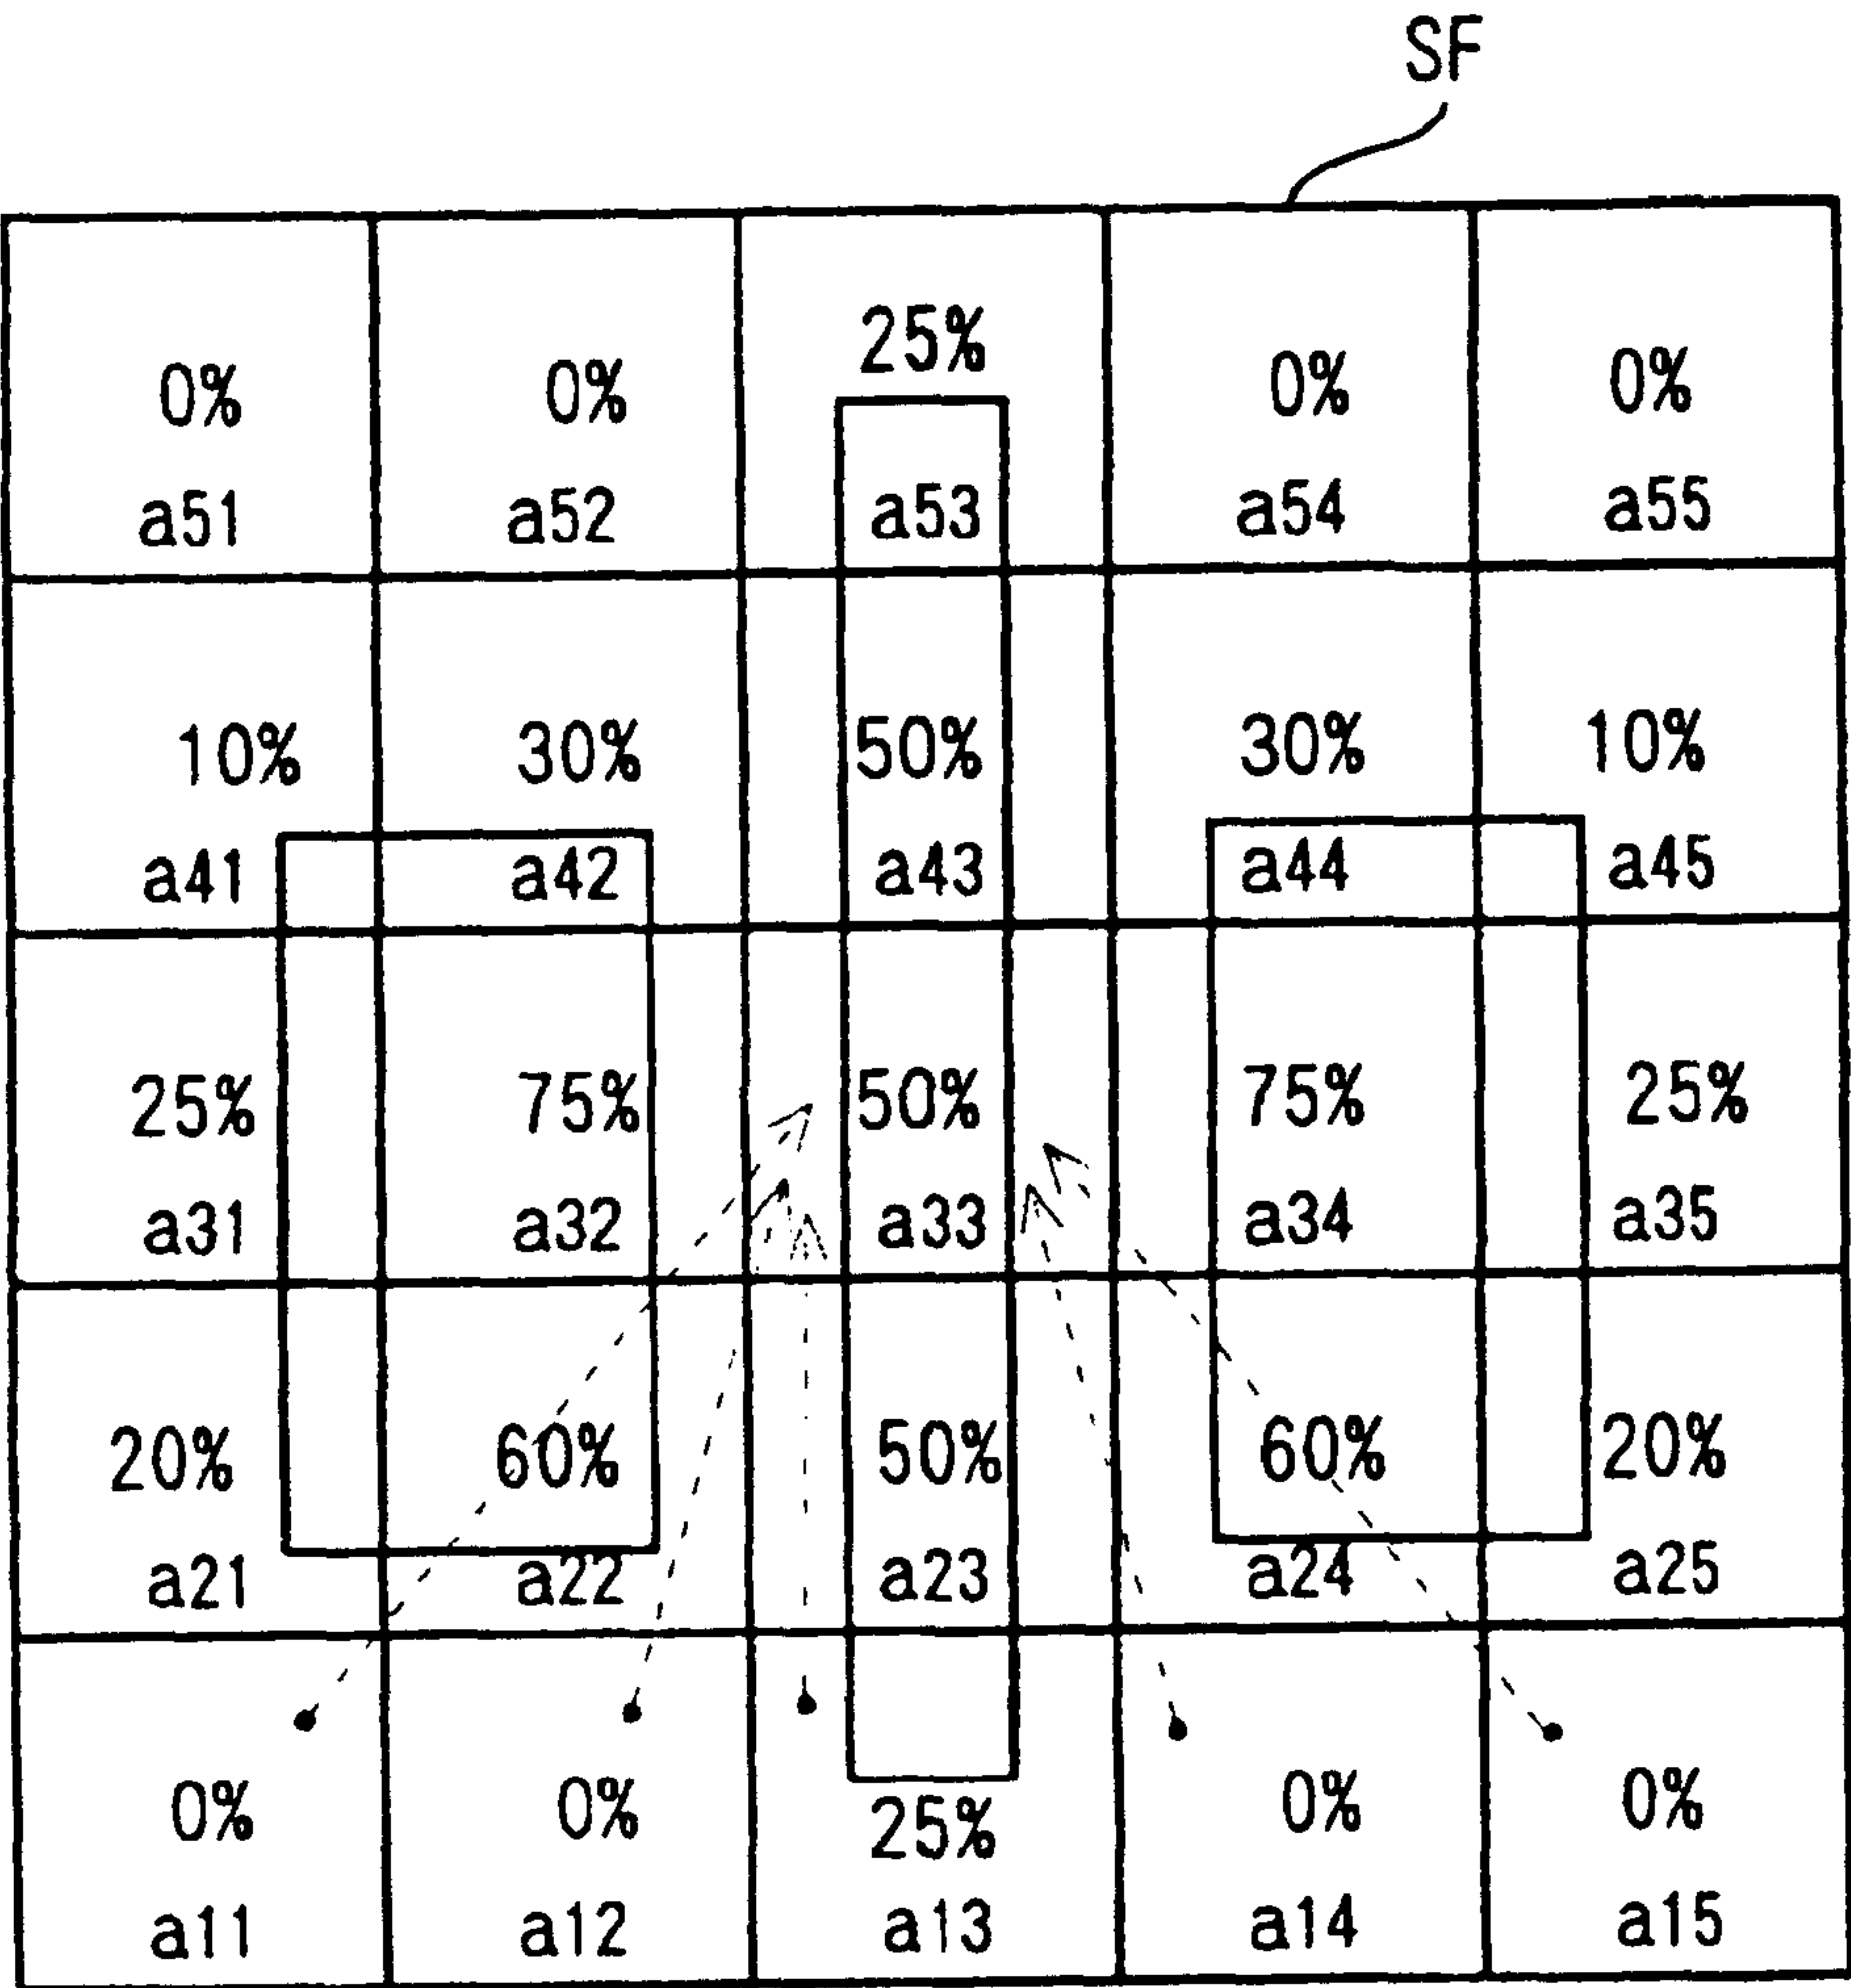 SF
0% 0% 25% 0% 0%
a51 a52 a53 a54 a55
10% 30% 50% 30% 10%
a41 a42 a43 a44 a45
25% 75% 50% 75% 25%
a31 a32 a33 a34 a35
20% 60% 50% 60% 20%
a21 a22 a23 a24 a25
0% 0% 25% 0% 0%
a11 a12 a13 a14 a15